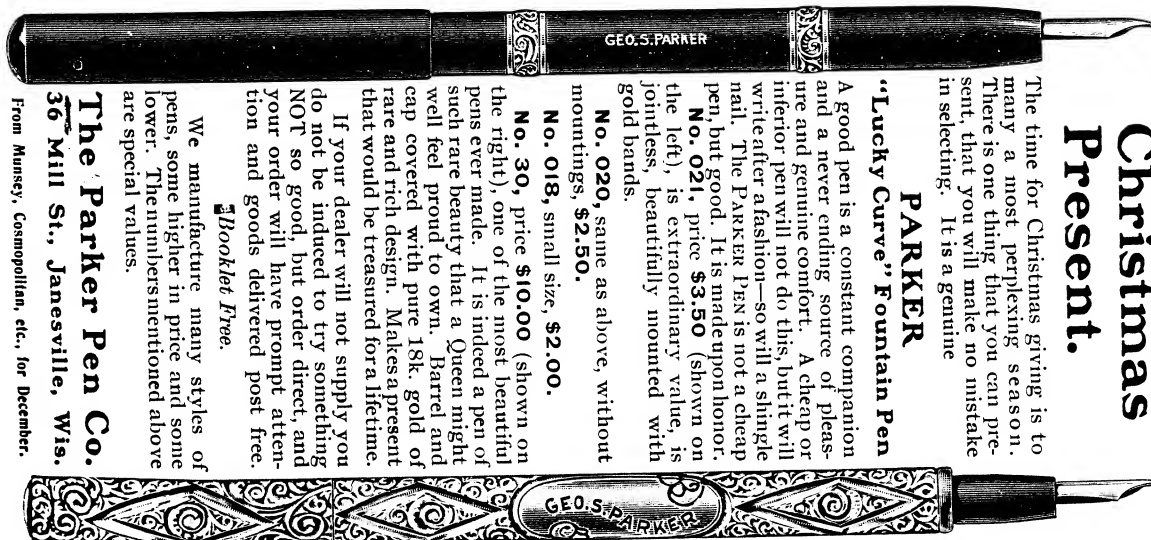 Christmas
Present.
The time for Christmas giving is to
many a most perplexing season.
There is one thing that you can pre-
sent, that you will make no mistake
in selecting. It is a genuine
PARKER
"Lucky Curve" Fountain Pen
A good pen is a constant companion
and a never ending source of pleas-
ure and genuine comfort. A cheap or
inferior pen will not do this, but it will
write after a fashion—so will a shingle
nail. The PARKER PEN is not a cheap
pen, but good. It is made upon honor.
No. 021, price $3.50 (shown on
the left), is extraordinary value, is
jointless, beautifully mounted with
gold bands.
No. 020, same as above, without
mountings, $2.50.
No. 018, small size, $2.00.
No. 30, price $10.00 (shown on
the right), one of the most beautiful
pens ever made. It is indeed a pen of
such rare beauty that a Queen might
well feel proud to own. Barrel and
cap covered with pure 18k. gold of
rare and rich design. Makes a present
that would be treasured for a lifetime.
If your dealer will not supply you
do not be induced to try something
NOT so good, but order direct, and
your order will have prompt atten-
tion and goods delivered post free.
Booklet Free.
We manufacture many styles of
pens, some higher in price and some
lower. The numbers mentioned above
are special values.
The Parker Pen Co.
36 Mill St., Janesville, Wis.
From Munsey, Cosmopolitan, etc., for December.
GEO. S. PARKER
GEO. S. PARKER